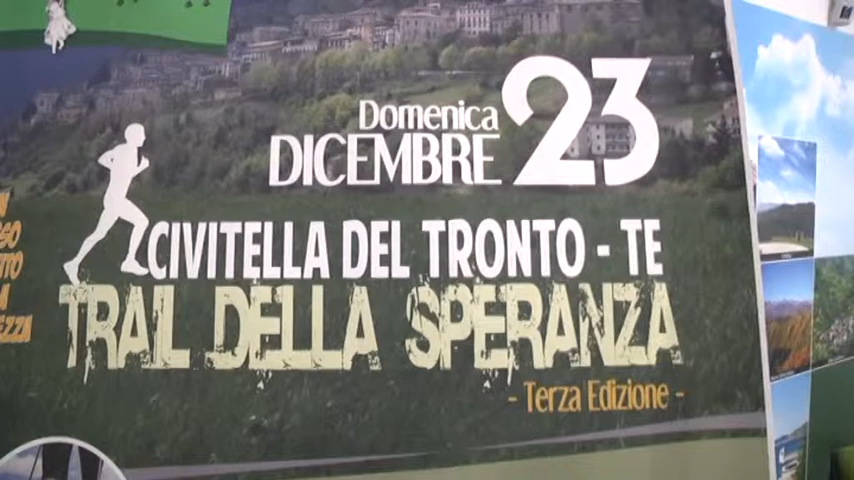 Domenica
DICEMBRE 23
CIVITELLA DEL TRONTO - TE
TRAIL DELLA SPERANZA
- Terza Edizione -